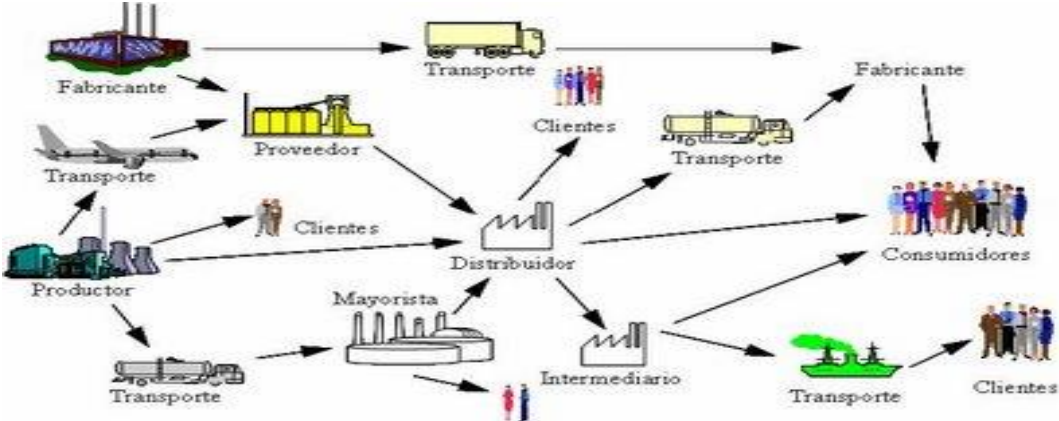 Transporte
Fabricante
Fabricante
Clientes
Proveedor
Transporte
Transporte
Clientes
Consumidores
Distribuidor
Productor
Mayorista
Intermediario
Clientes
Transporte
Transporte